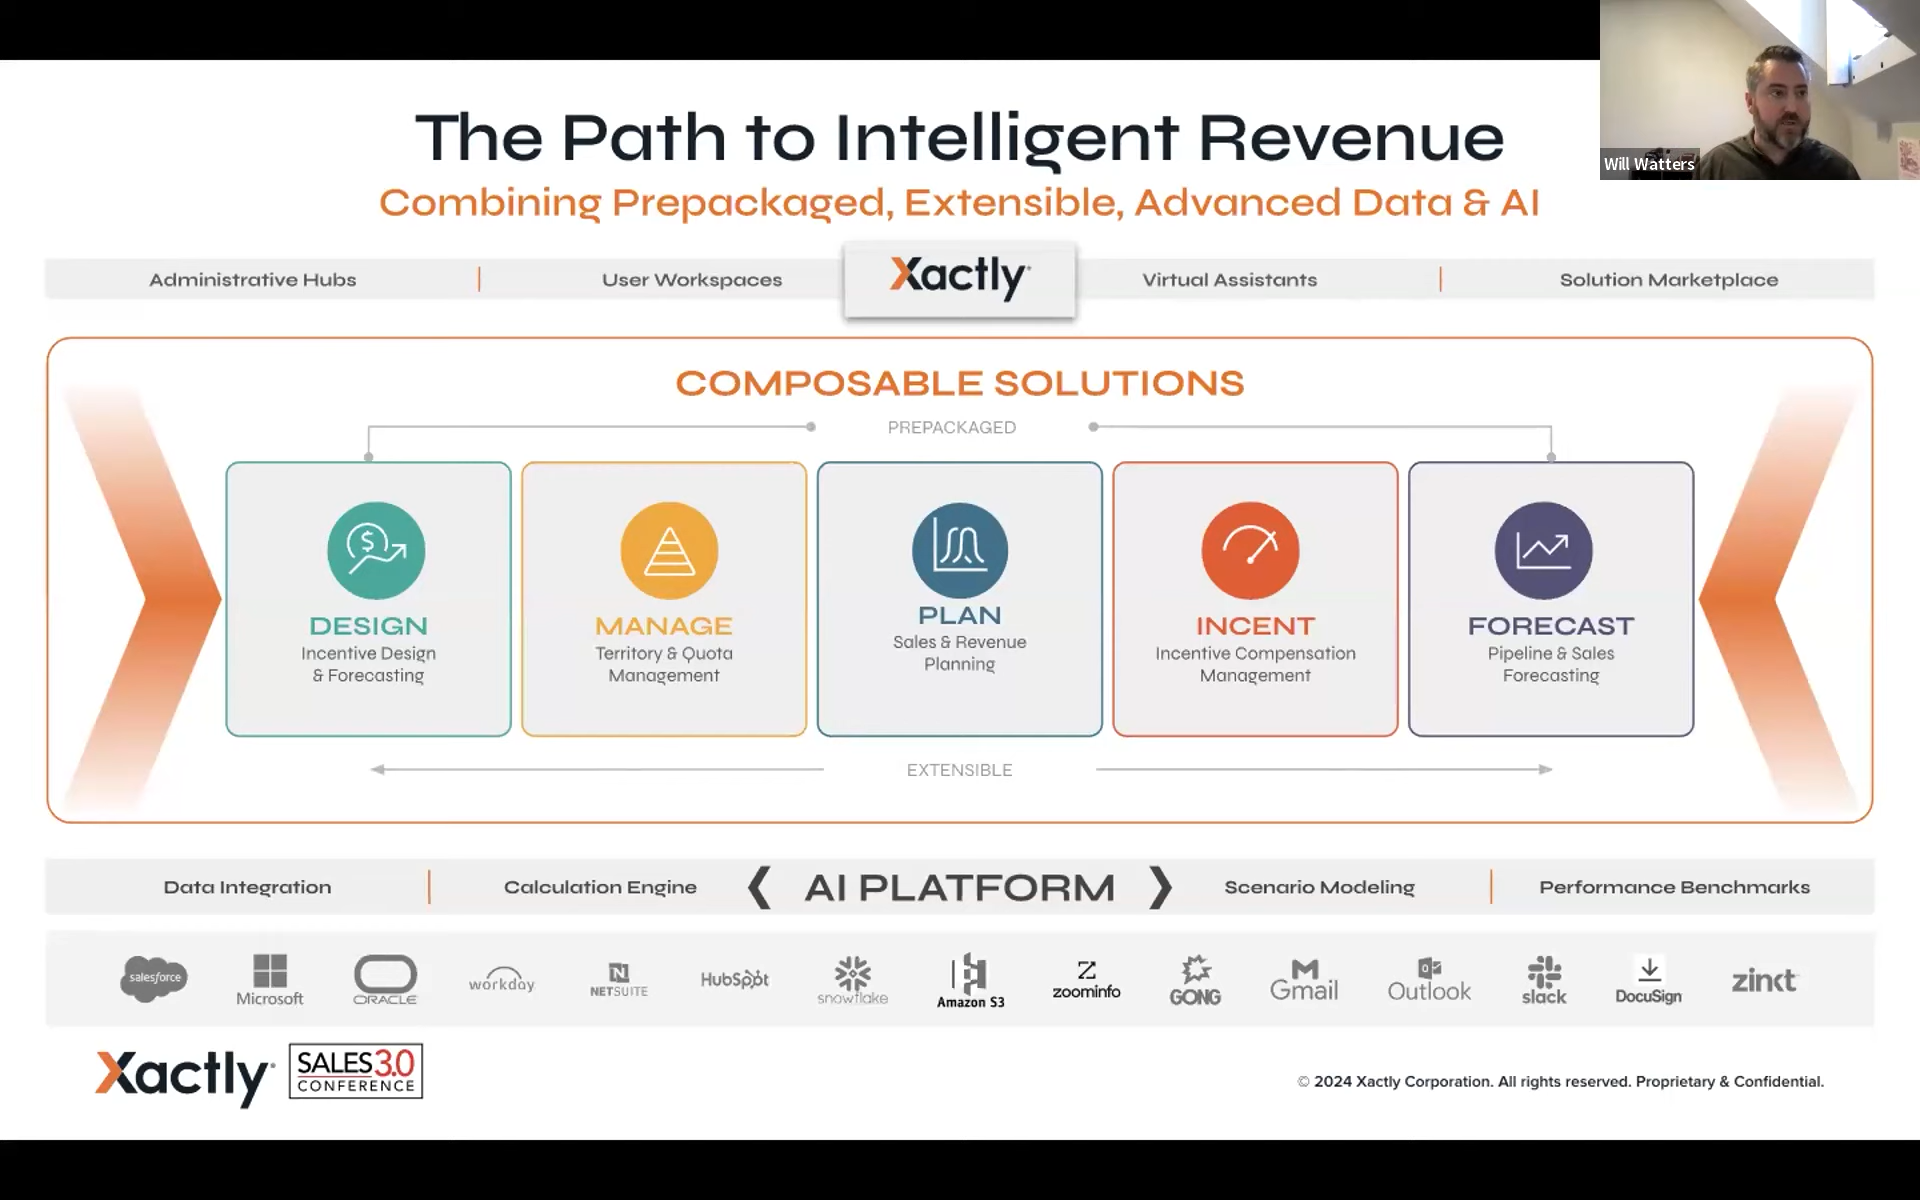 The Path to Intelligent Revenue
Combining Prepackaged, Extensible, Advanced Data & AI
Will Watters
Administrative Hubs
User Workspaces
Xactly
Virtual Assistants
Solution Marketplace
COMPOSABLE SOLUTIONS
PREPACKAGED
DESIGN
Incentive Design
& Forecasting
MANAGE
Territory & Quota
Management
PLAN
Sales & Revenue
Planning
INCENT
Incentive Compensation
Management
FORECAST
Pipeline & Sales
Forecasting
EXTENSIBLE
Data Integration
Calculation Engine
AI PLATFORM
Scenario Modeling
Performance Benchmarks
salesforce
Microsoft
ORACLE
workday
NETSUITE
HubSpot
snowflake
Amazon S3
zoominfo
GONG
Gmail
Outlook
slack
DocuSign
zinct
Xactly
SALES 3.0
CONFERENCE
© 2024 Xactly Corporation. All rights reserved. Proprietary & Confidential.